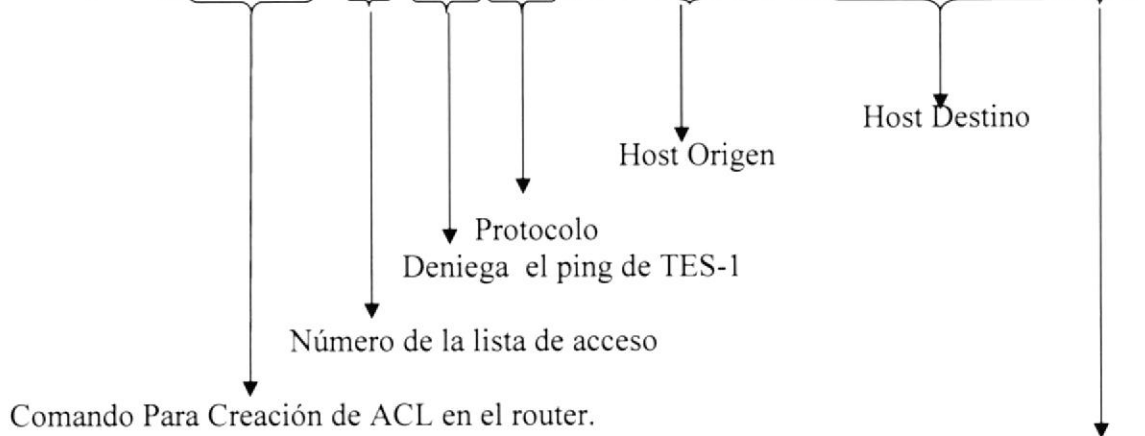 Host Destino
Host Origen
Protocolo
Deniega el ping de TES-1
Número de la lista de acceso
Comando Para Creación de ACL en el router.